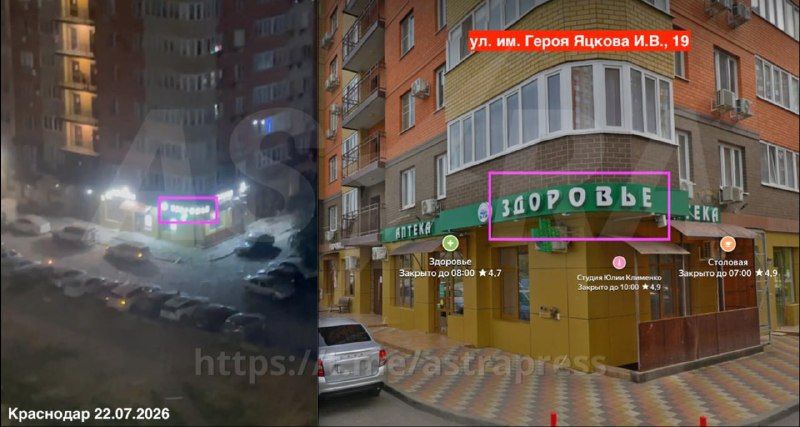 ул. им. Героя Яцкова И.В., 19
ЗДОРОВЬЕ
АПТЕКА
АПТЕКА
Здоровье
Закрыто до 08:00 ★ 4,7
Студия Юлии Клименко
Закрыто до 10:00 ★ 4,9
Столовая
Закрыто до 07:00 ★ 4,9
https://t.me/astrapress
Краснодар 22.07.2026